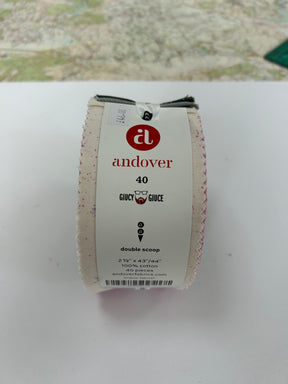 a
andover
40
GIUCY GIUCE
double scoop
2 ½" x 43"/44"
100% cotton
40 pieces
andoverfabrics.com